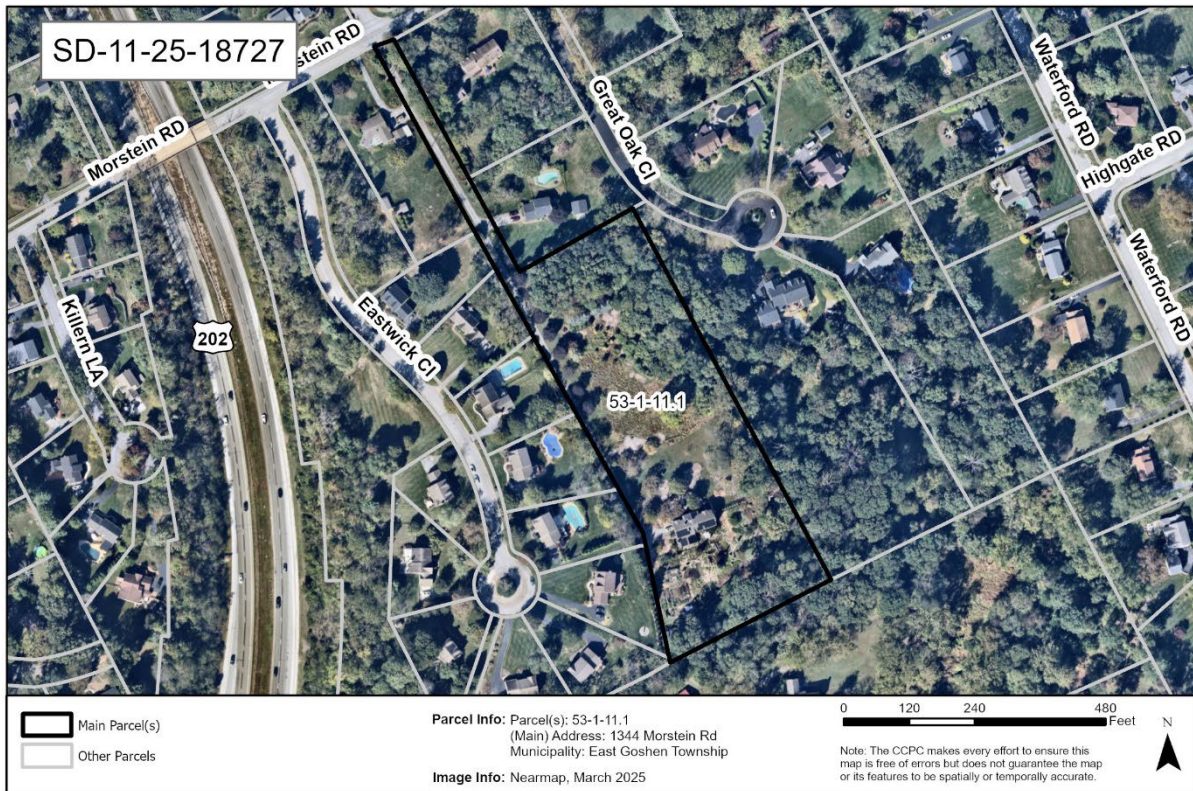 SD-11-25-18727
Morstein RD
Morstein RD
Great Oak CI
Waterford RD
Highgate RD
Waterford RD
Killern LA
202
Eastwick CI
53-1-11.1
Main Parcel(s)
Other Parcels
Parcel Info: Parcel(s): 53-1-11.1
(Main) Address: 1344 Morstein Rd
Municipality: East Goshen Township
Image Info: Nearmap, March 2025
0 120 240 480
Feet
N
Note: The CCPC makes every effort to ensure this
map is free of errors but does not guarantee the map
or its features to be spatially or temporally accurate.